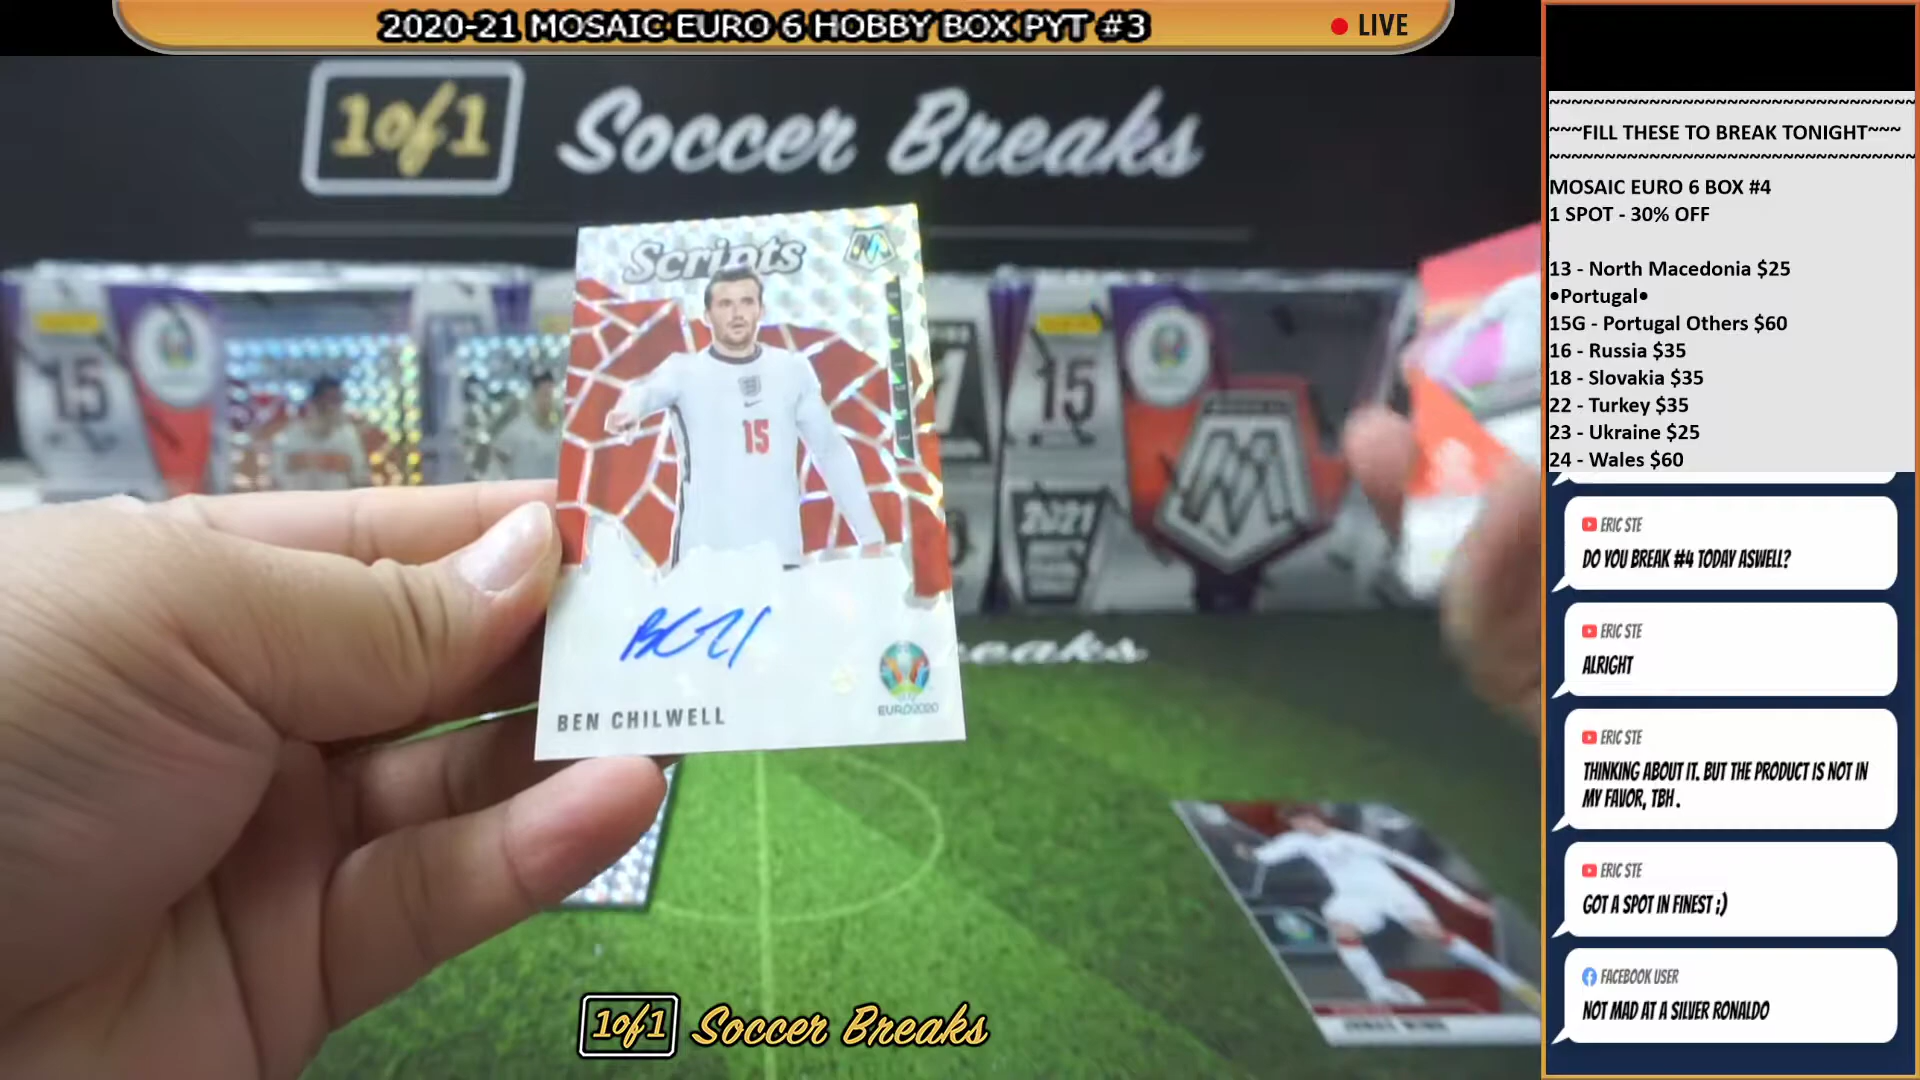 2020-21 MOSAIC EURO 6 HOBBY BOX PYT #3
LIVE
1of1 Soccer Breaks
Scripts
15
BEN CHILWELL
EURO2020
15
15
2021
eaks
1of1 Soccer Breaks
~~~~~~~~~~~~~~~~~~~~~~~~~~~~~~~
~~~FILL THESE TO BREAK TONIGHT~~~
~~~~~~~~~~~~~~~~~~~~~~~~~~~~~~~
MOSAIC EURO 6 BOX #4
1 SPOT - 30% OFF
13 - North Macedonia $25
•Portugal•
15G - Portugal Others $60
16 - Russia $35
18 - Slovakia $35
22 - Turkey $35
23 - Ukraine $25
24 - Wales $60
ERIC STE
DO YOU BREAK #4 TODAY ASWELL?
ERIC STE
ALRIGHT
ERIC STE
THINKING ABOUT IT. BUT THE PRODUCT IS NOT IN
MY FAVOR, TBH.
ERIC STE
GOT A SPOT IN FINEST ;)
FACEBOOK USER
NOT MAD AT A SILVER RONALDO